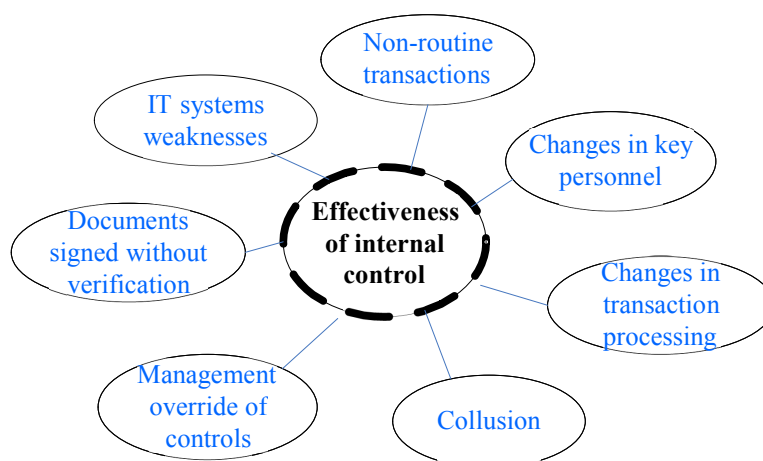 Non-routine
transactions
IT systems
weaknesses
Changes in key
personnel
Effectiveness
of internal
control
Documents
signed without
verification
Changes in
transaction
processing
Management
override of
controls
Collusion